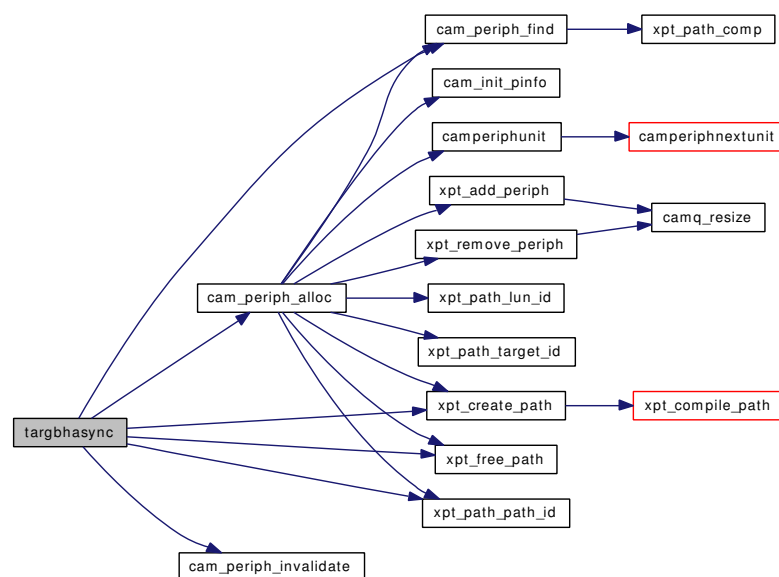 cam_periph_find
xpt_path_comp
cam_init_pinfo
camperiphunit
camperiphnextunit
xpt_add_periph
camq_resize
xpt_remove_periph
cam_periph_alloc
xpt_path_lun_id
xpt_path_target_id
xpt_create_path
xpt_compile_path
targbhasync
xpt_free_path
xpt_path_path_id
cam_periph_invalidate